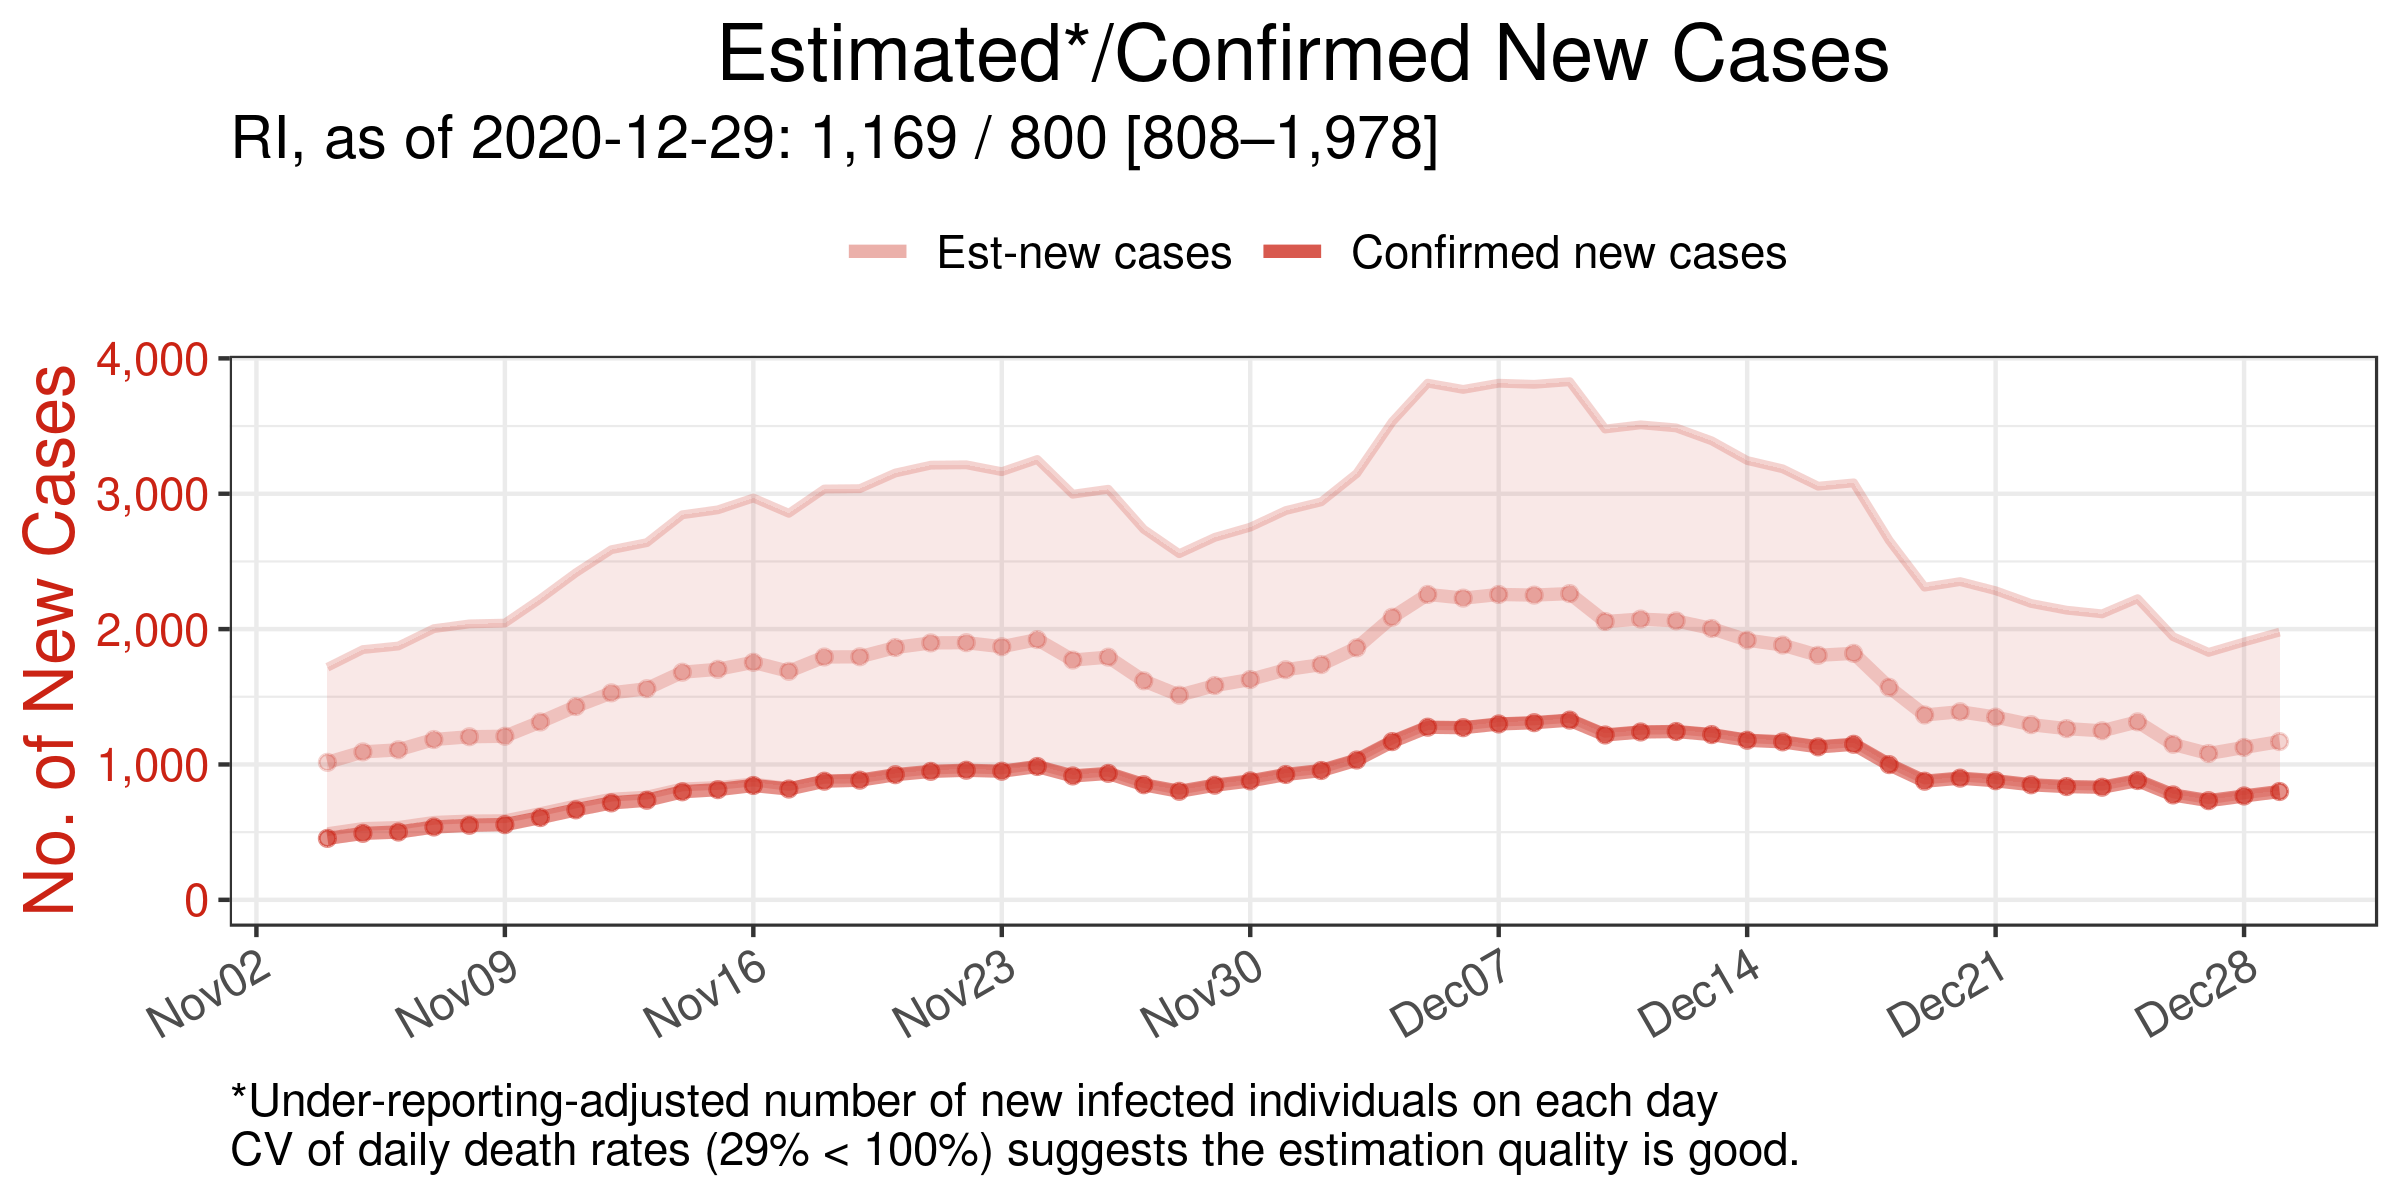 Estimated*/Confirmed New Cases
RI, as of 2020-12-29: 1,169 / 800 [808–1,978]
Est-new cases
Confirmed new cases
No. of New Cases
4,000
3,000
2,000
1,000
0
Nov02
Nov09
Nov16
Nov23
Nov30
Dec07
Dec14
Dec21
Dec28
*Under-reporting-adjusted number of new infected individuals on each day
CV of daily death rates (29% < 100%) suggests the estimation quality is good.